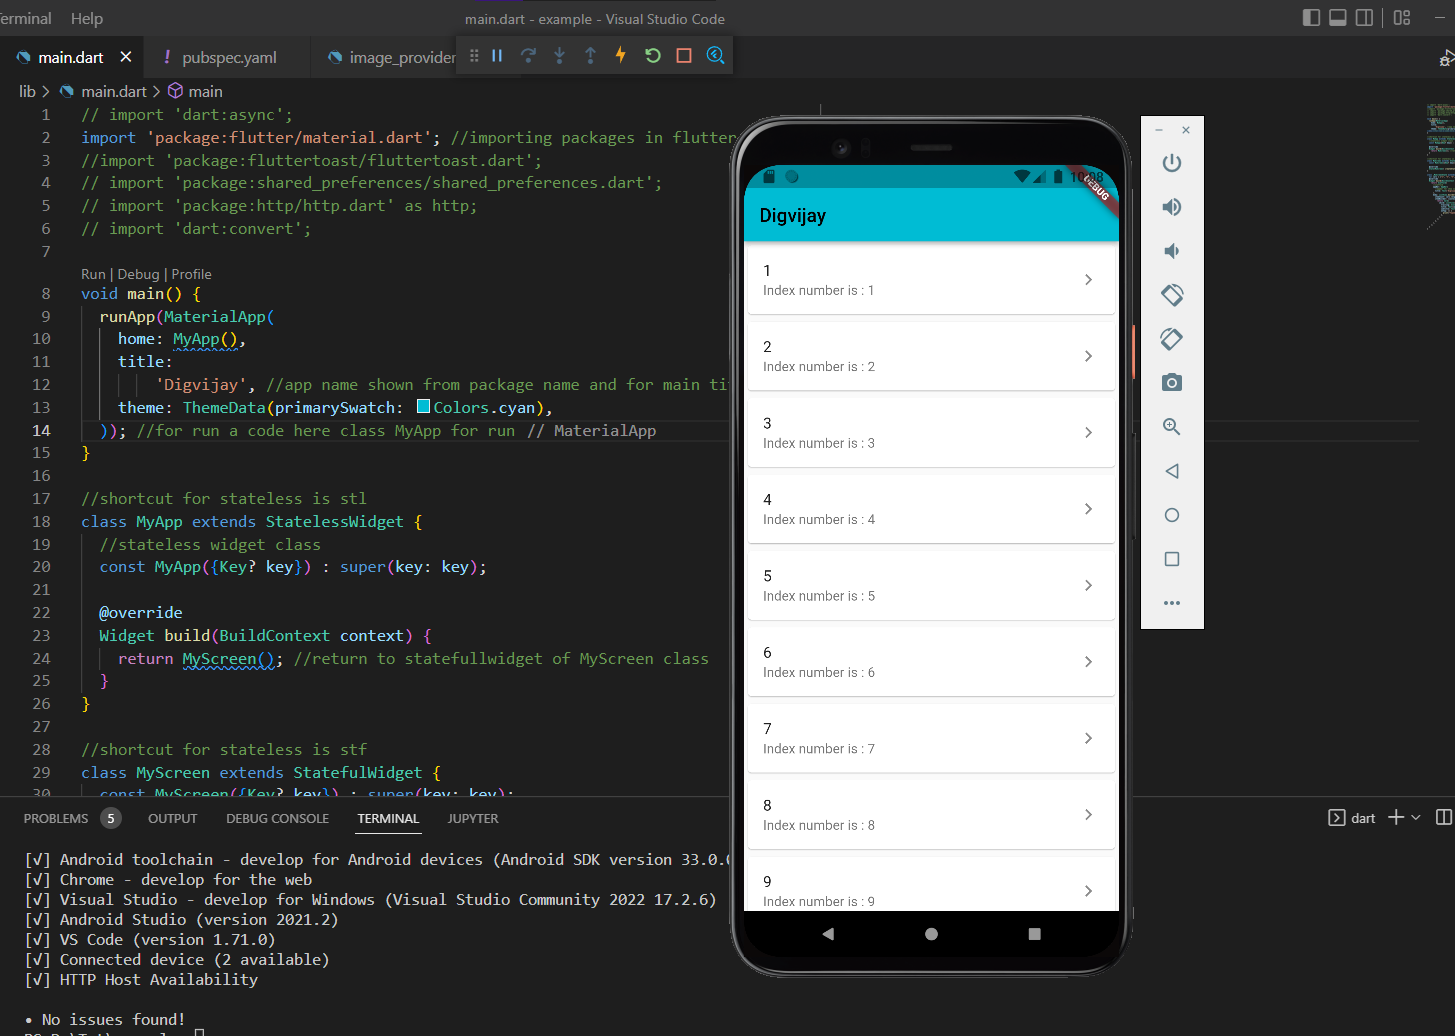 Terminal Help main.dart - example - Visual Studio Code
main.dart ! pubspec.yaml image_provider
lib > main.dart > main
1 // import 'dart:async';
2 import 'package:flutter/material.dart'; //importing packages in flutter
3 //import 'package:fluttertoast/fluttertoast.dart';
4 // import 'package:shared_preferences/shared_preferences.dart';
5 // import 'package:http/http.dart' as http;
6 // import 'dart:convert';
7
Run | Debug | Profile
8 void main() {
9 runApp(MaterialApp(
10 home: MyApp(),
11 title:
12 'Digvijay', //app name shown from package name and for main ti
13 theme: ThemeData(primarySwatch: Colors.cyan),
14 )); //for run a code here class MyApp for run // MaterialApp
15 }
16
17 //shortcut for stateless is stl
18 class MyApp extends StatelessWidget {
19 //stateless widget class
20 const MyApp({Key? key}) : super(key: key);
21
22 @override
23 Widget build(BuildContext context) {
24 return MyScreen(); //return to statefullwidget of MyScreen class
25 }
26 }
27
28 //shortcut for stateless is stf
29 class MyScreen extends StatefulWidget {
30 const MyScreen({Key? key}) : super(key: key);
10:08
DEBUG
Digvijay
1
Index number is : 1
2
Index number is : 2
3
Index number is : 3
4
Index number is : 4
5
Index number is : 5
6
Index number is : 6
7
Index number is : 7
8
Index number is : 8
9
Index number is : 9
PROBLEMS 5 OUTPUT DEBUG CONSOLE TERMINAL JUPYTER dart
[√] Android toolchain - develop for Android devices (Android SDK version 33.0.0
[√] Chrome - develop for the web
[√] Visual Studio - develop for Windows (Visual Studio Community 2022 17.2.6)
[√] Android Studio (version 2021.2)
[√] VS Code (version 1.71.0)
[√] Connected device (2 available)
[√] HTTP Host Availability
• No issues found!